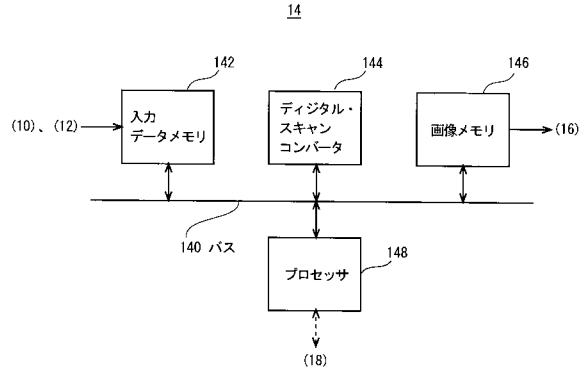 14
142
144
146
(10)、(12)
入力
データメモリ
ディジタル・
スキャン
コンバータ
画像メモリ
(16)
140 バス
プロセッサ
148
(18)